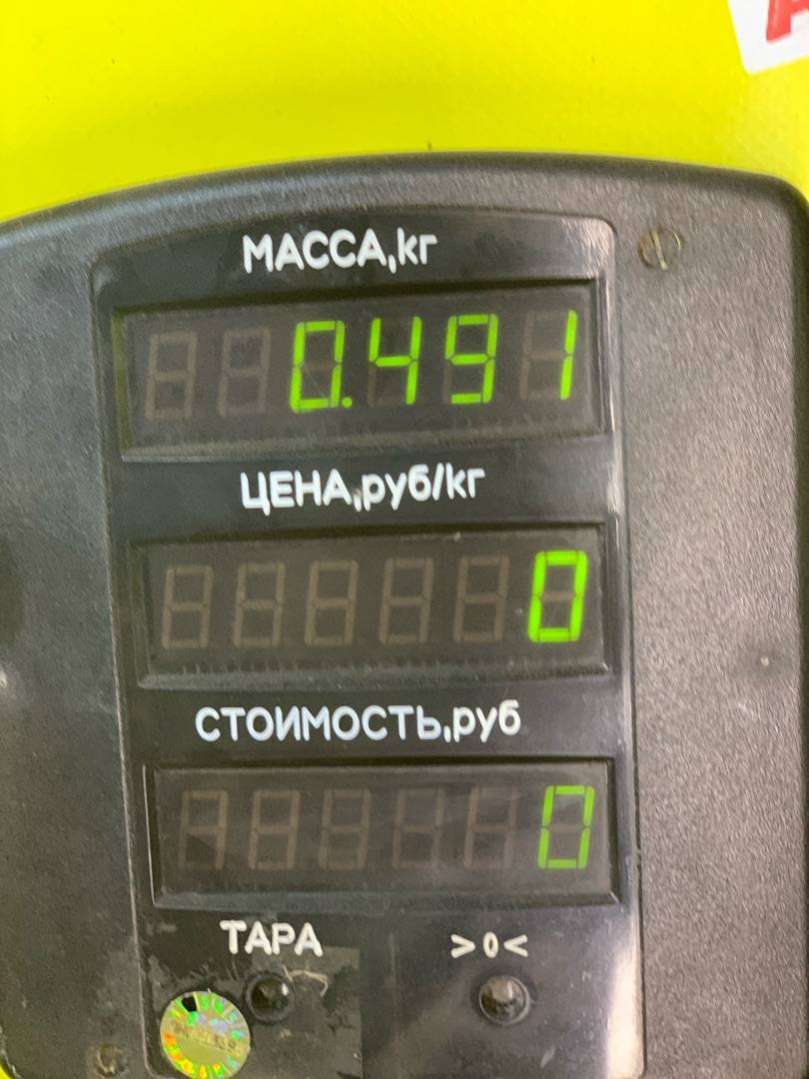 МАССА,кг
0.491
ЦЕНА,руб/кг
0
СТОИМОСТЬ,руб
0
ТАРА >0<